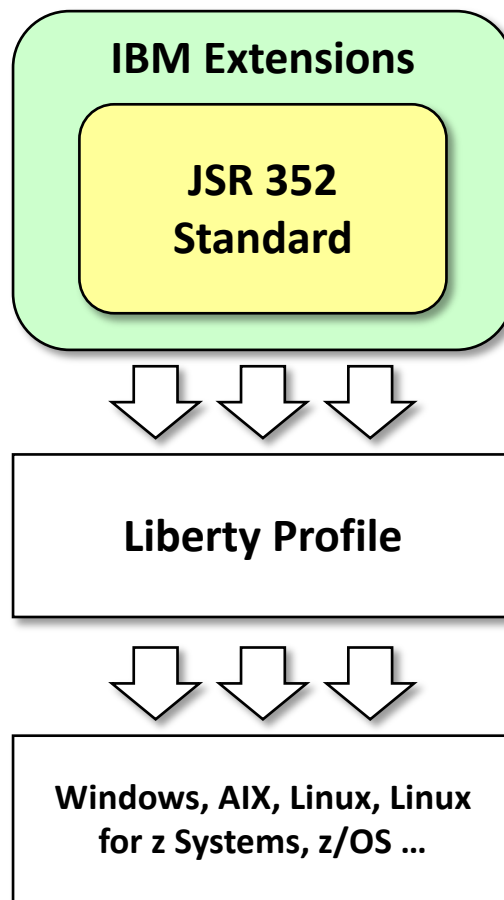 IBM Extensions
JSR 352
Standard
Liberty Profile
Windows, AIX, Linux, Linux
for z Systems, z/OS …